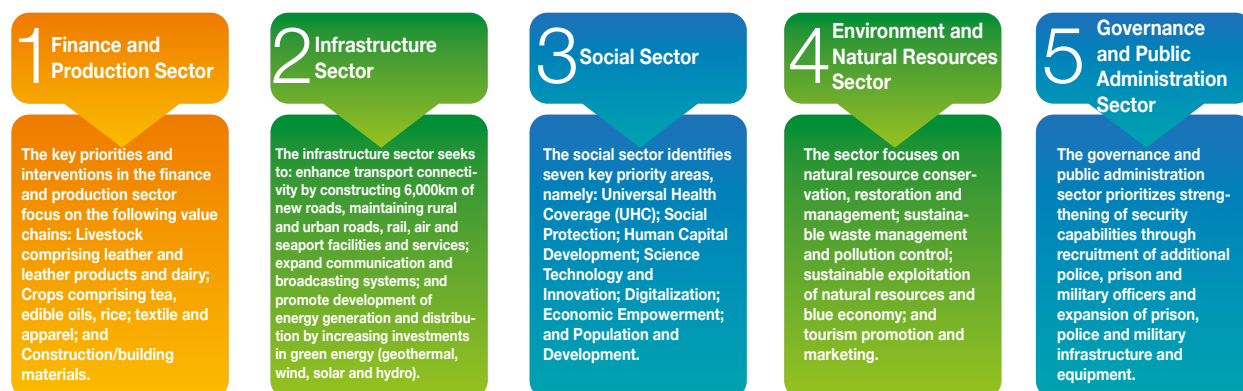 1
Finance and
Production Sector
The key priorities and
interventions in the finance
and production sector
focus on the following value
chains: Livestock
comprising leather and
leather products and dairy;
Crops comprising tea,
edible oils, rice; textile and
apparel; and
Construction/building
materials.
2
Infrastructure
Sector
The infrastructure sector seeks
to: enhance transport connecti-
vity by constructing 6,000km of
new roads, maintaining rural
and urban roads, rail, air and
seaport facilities and services;
expand communication and
broadcasting systems; and
promote development of
energy generation and distribu-
tion by increasing investments
in green energy (geothermal,
wind, solar and hydro).
3
Social Sector
The social sector identifies
seven key priority areas,
namely: Universal Health
Coverage (UHC); Social
Protection; Human Capital
Development; Science
Technology and
Innovation; Digitalization;
Economic Empowerment;
and Population and
Development.
4
Environment and
Natural Resources
Sector
The sector focuses on
natural resource conser-
vation, restoration and
management; sustaina-
ble waste management
and pollution control;
sustainable exploitation
of natural resources and
blue economy; and
tourism promotion and
marketing.
5
Governance
and Public
Administration
Sector
The governance and
public administration
sector prioritizes streng-
thening of security
capabilities through
recruitment of additional
police, prison and
military officers and
expansion of prison,
police and military
infrastructure and
equipment.